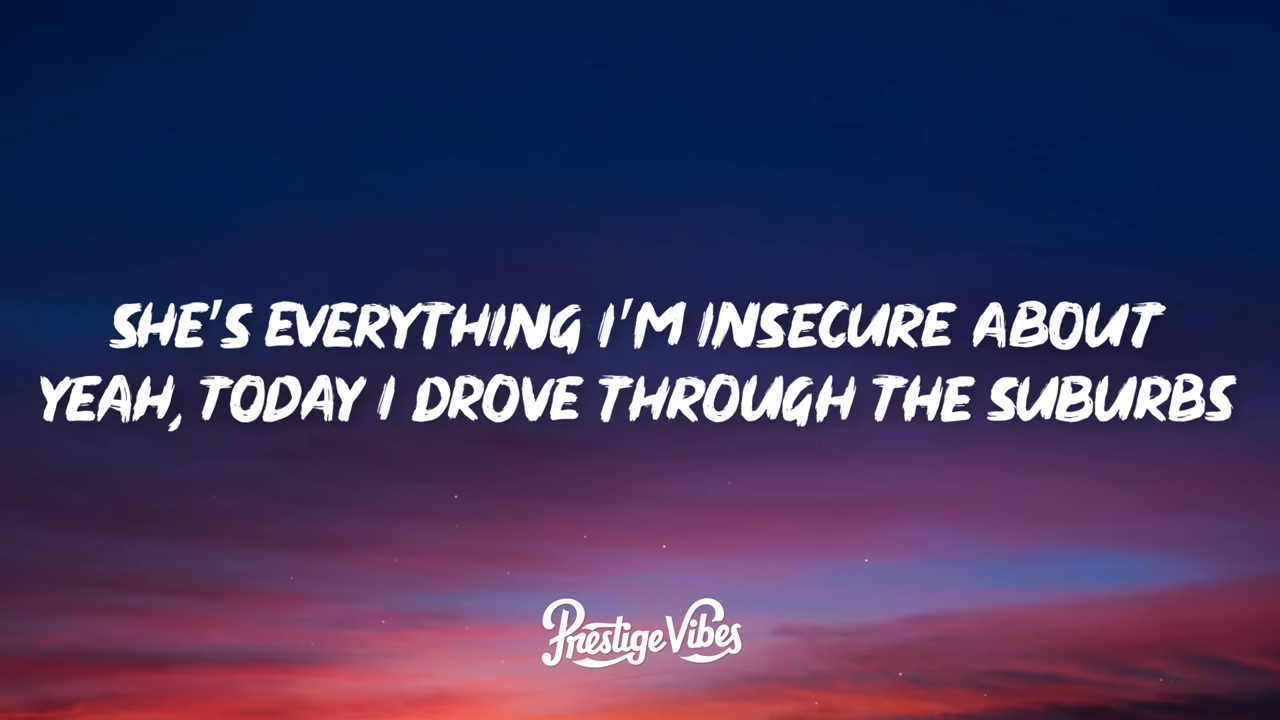 SHE'S EVERYTHING I'M INSECURE ABOUT
YEAH, TODAY I DROVE THROUGH THE SUBURBS
Prestige Vibes